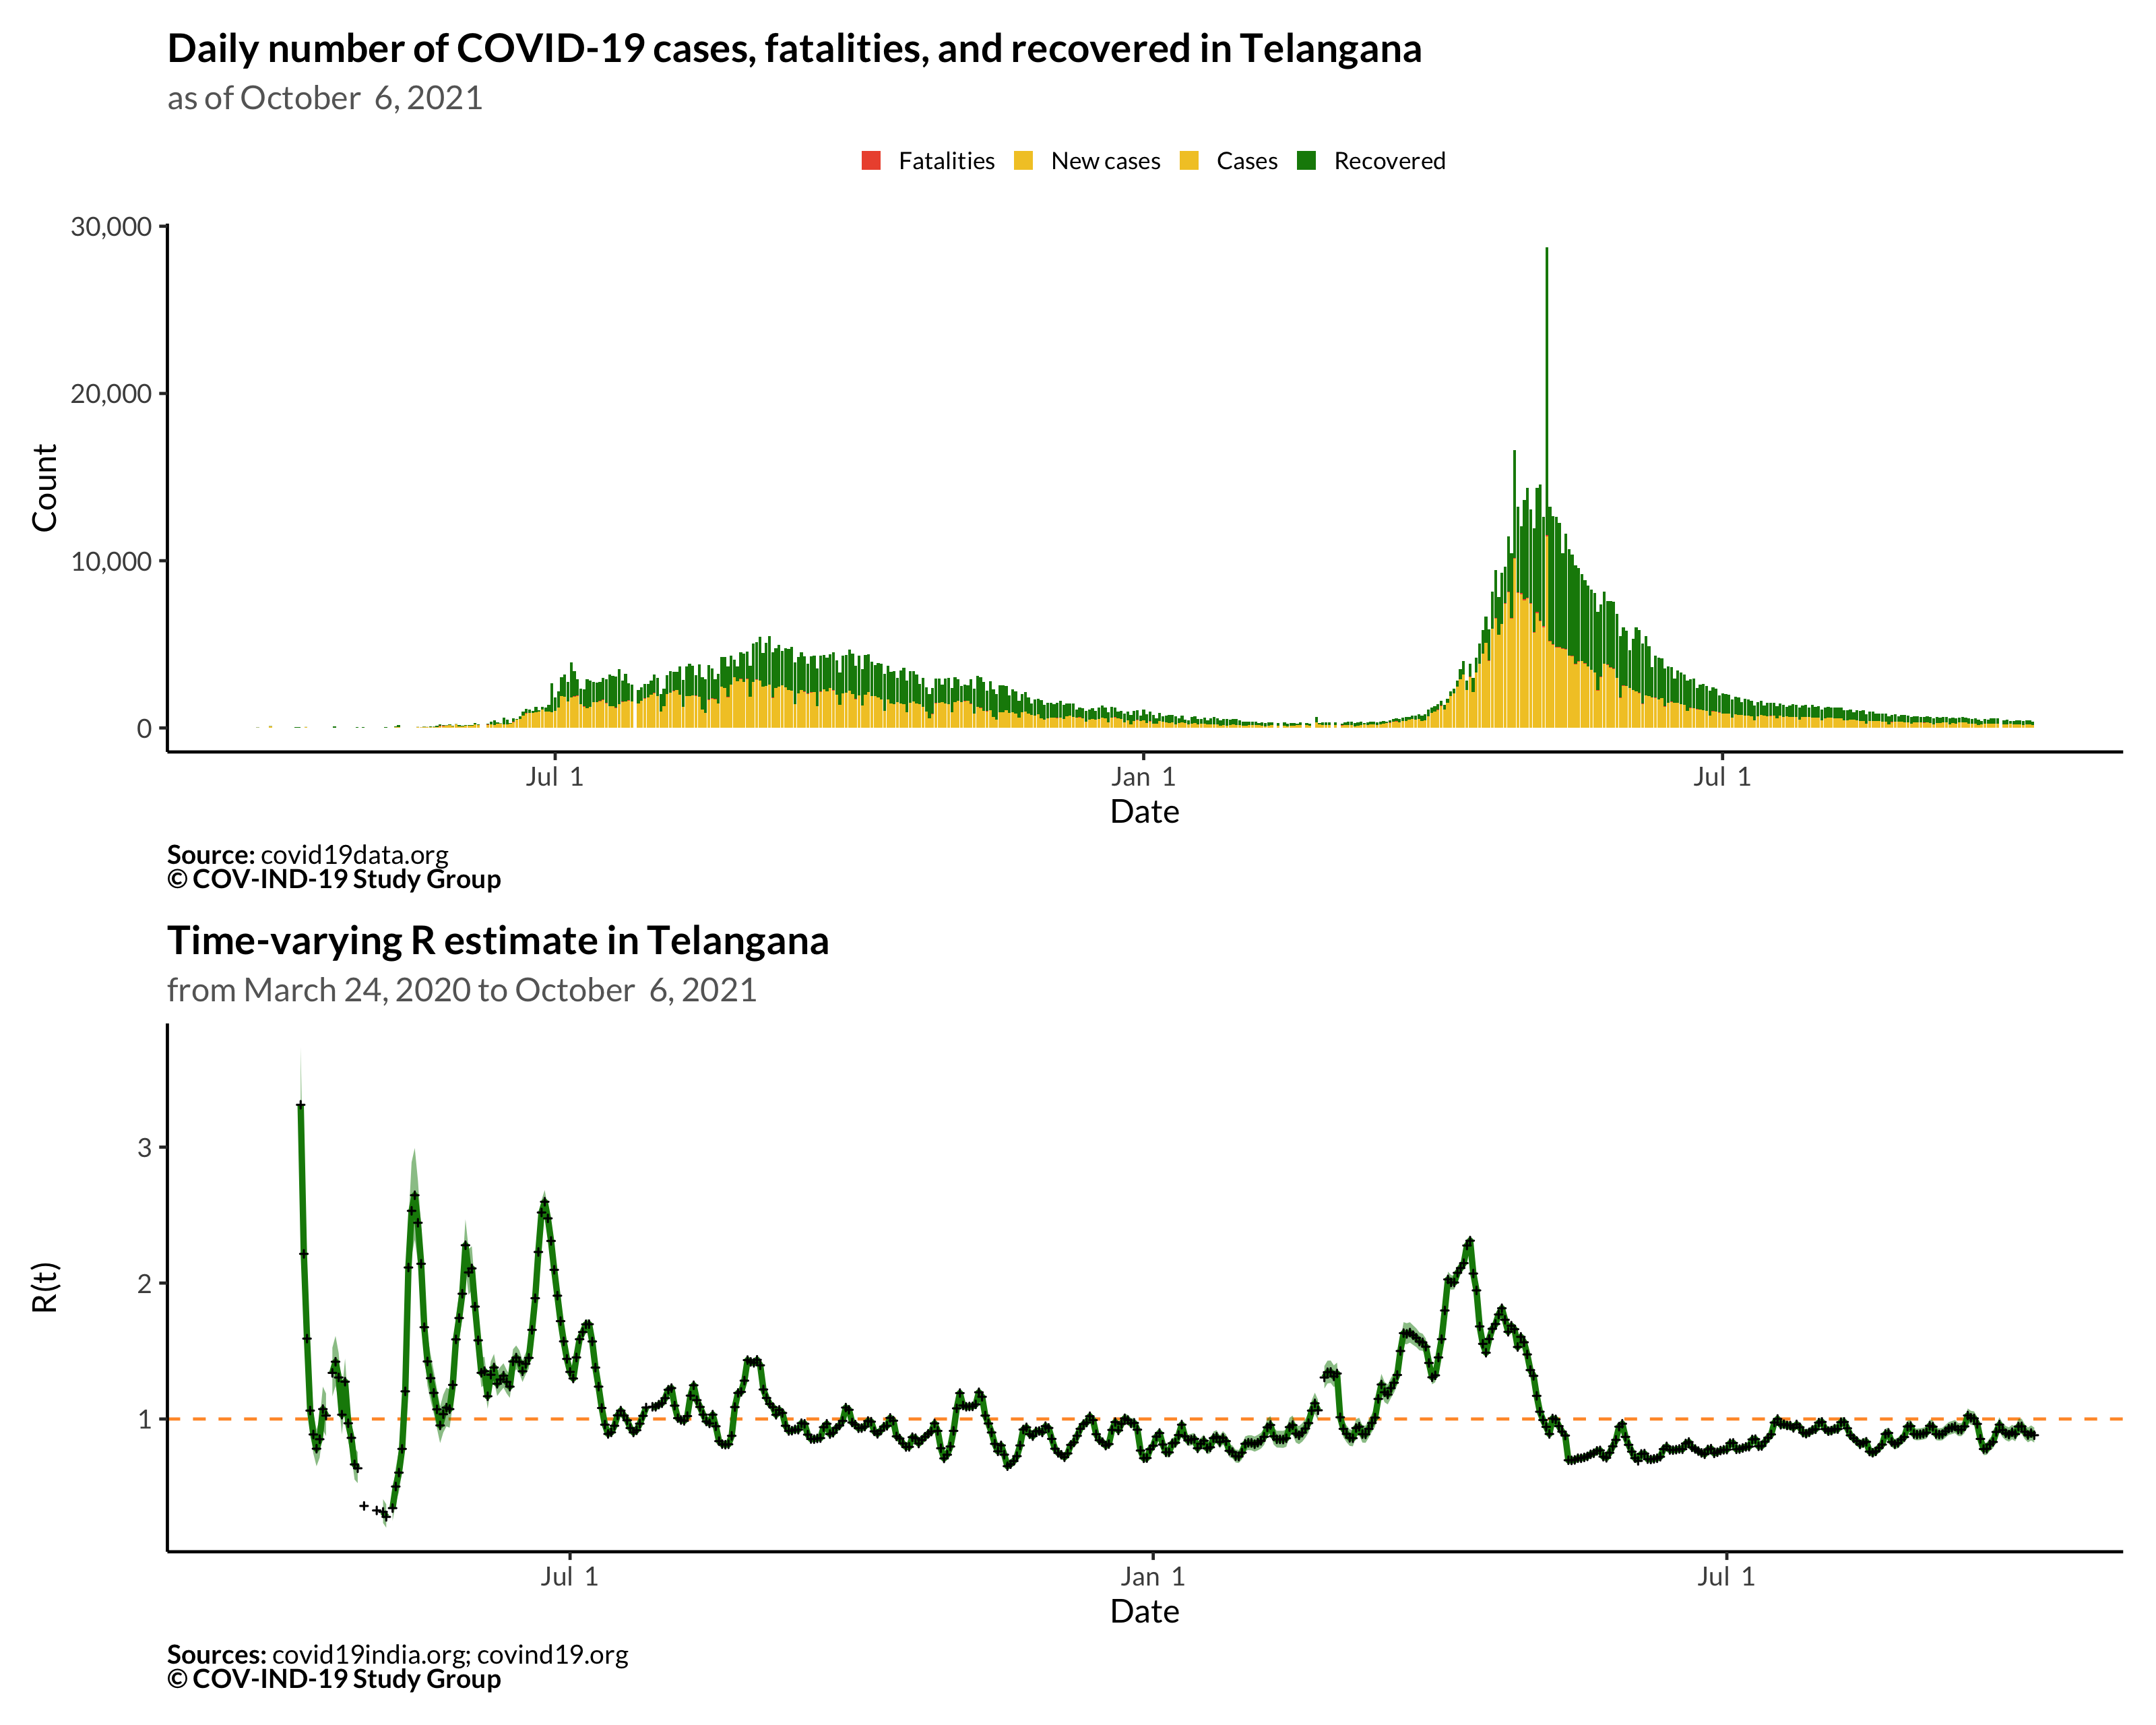 Daily number of COVID-19 cases, fatalities, and recovered in Telangana
as of October 6, 2021
Fatalities New cases Cases Recovered
30,000
20,000
10,000
0
Count
Jul 1 Jan 1 Jul 1
Date
Source: covid19data.org
© COV-IND-19 Study Group
Time-varying R estimate in Telangana
from March 24, 2020 to October 6, 2021
3
2
1
R(t)
Jul 1 Jan 1 Jul 1
Date
Sources: covid19india.org; covind19.org
© COV-IND-19 Study Group